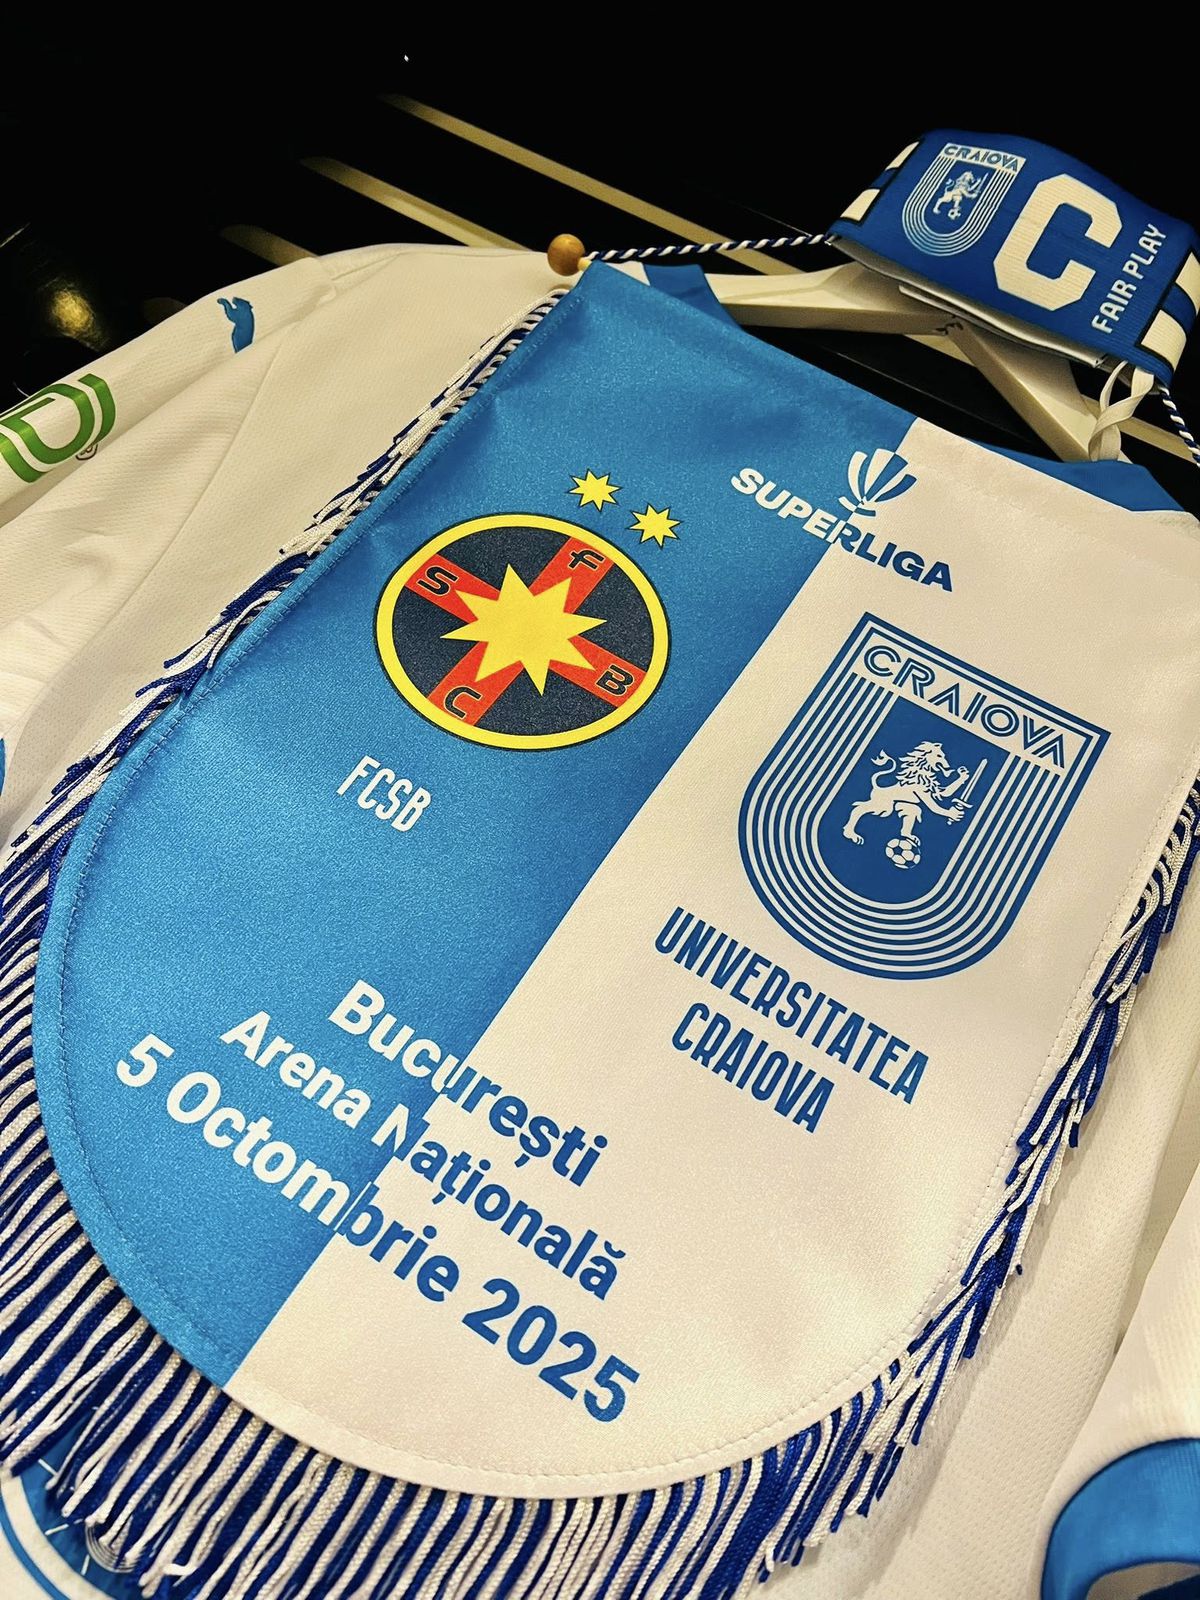 CRAIOVA
C
FAIR PLAY
SUPERLIGA
F
S
B
C
FCSB
CRAIOVA
UNIVERSITATEA
CRAIOVA
București
Arena Națională
5 Octombrie 2025